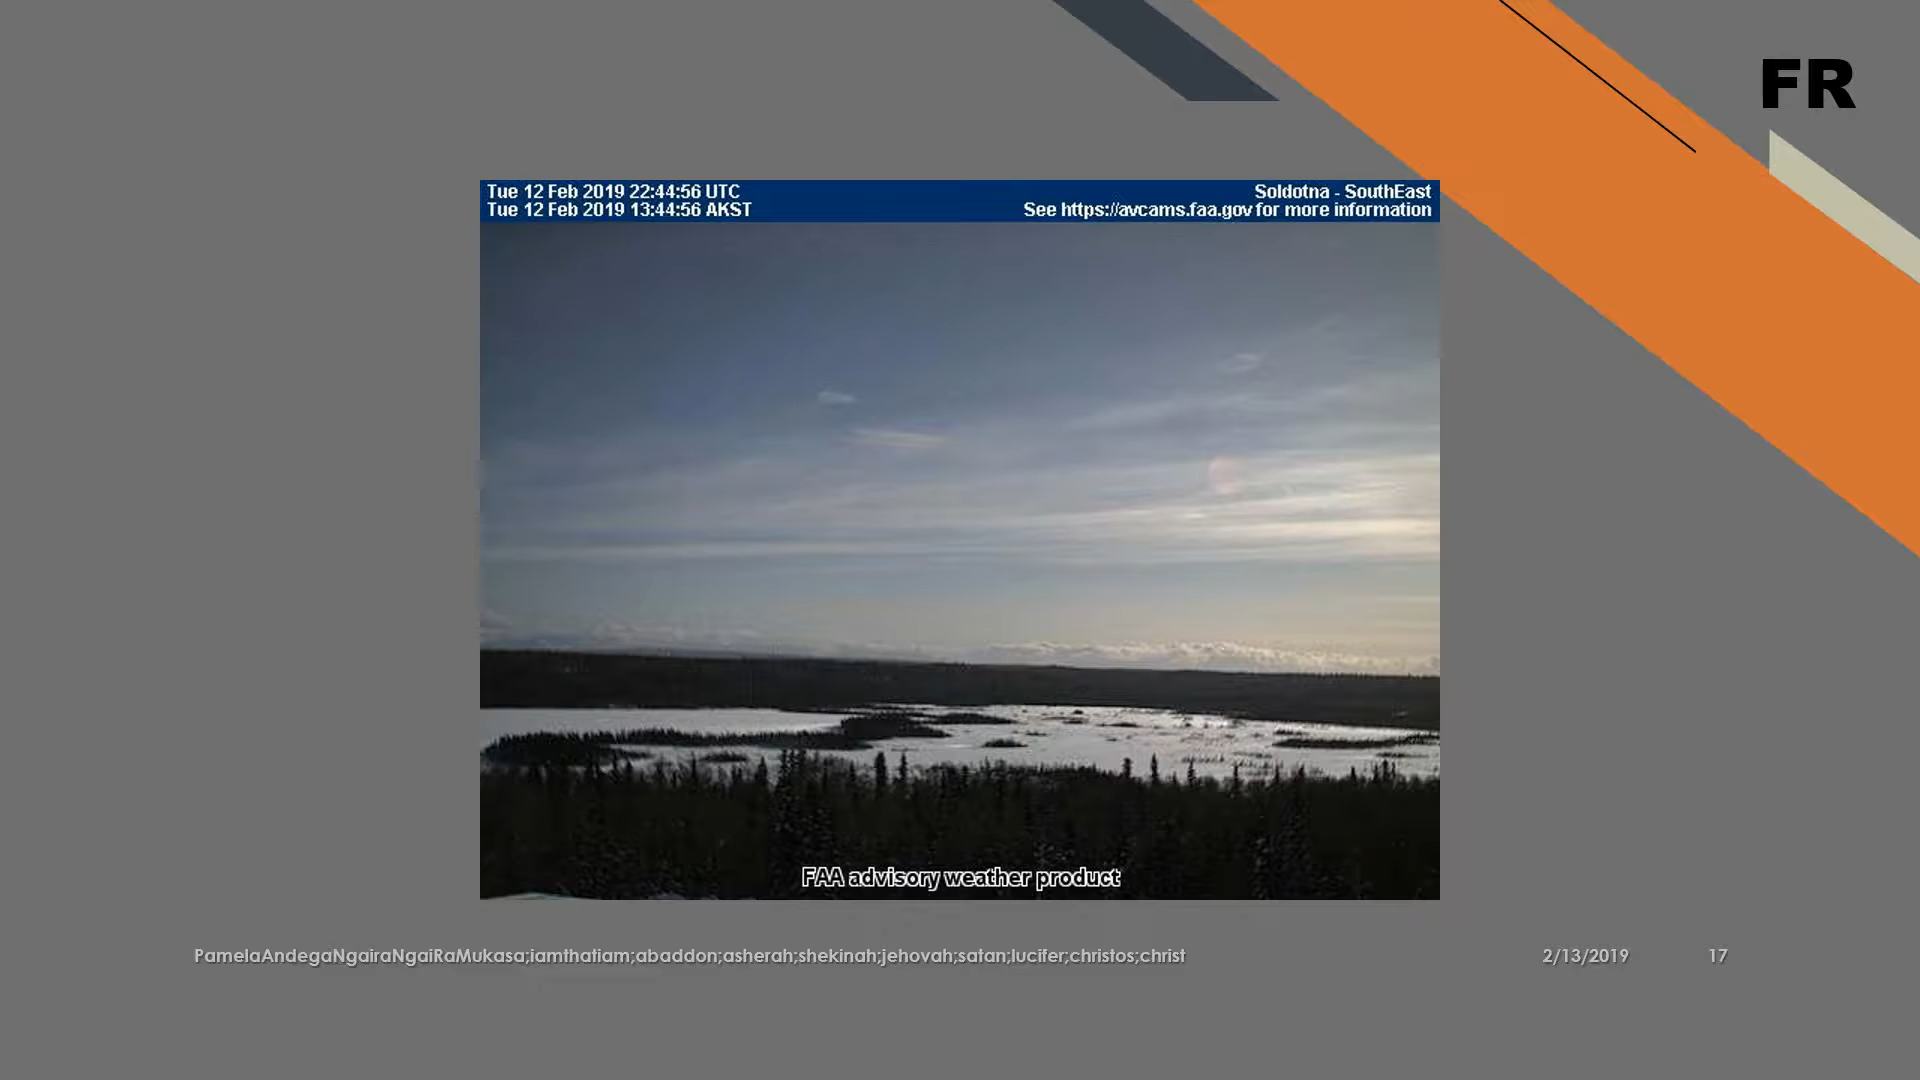 FR
Tue 12 Feb 2019 22:44:56 UTC
Soldotna - SouthEast
Tue 12 Feb 2019 13:44:56 AKST
See https://avcams.faa.gov for more information
FAA advisory weather product
PamelaAndegaNgairaNgaiRaMukasa;iamthatiam;abaddon;asherah;shekinah;jehovah;satan;lucifer;christos;christ
2/13/2019
17